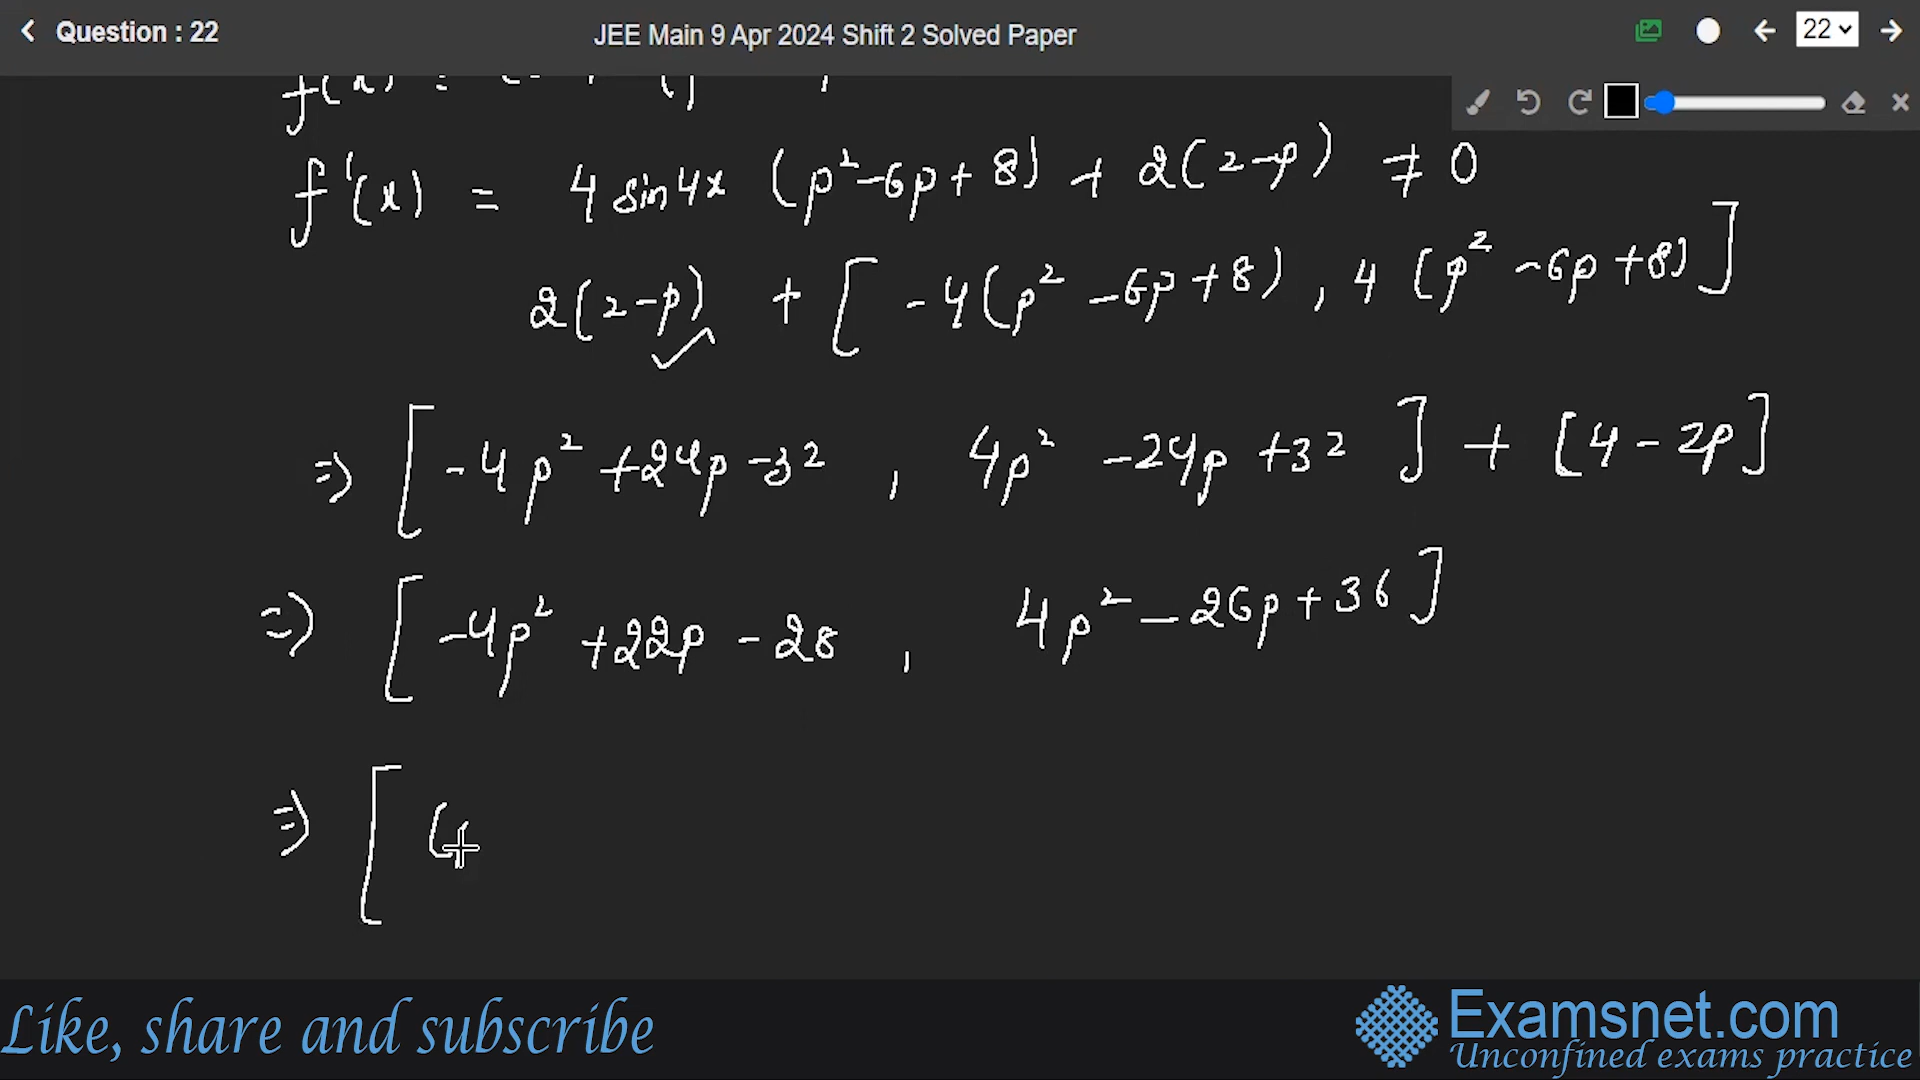 Question : 22
JEE Main 9 Apr 2024 Shift 2 Solved Paper
22
f(x) =
f'(x) = 4 sin4x (p²-6p+8) + 2(2-p) ≠ 0
2(2-p) + [-4(p²-6p+8), 4(p²-6p+8)]
⇒ [-4p²+24p-32, 4p²-24p+32] + [4-2p]
⇒ [-4p²+22p-28, 4p²-26p+36]
⇒ [
Like, share and subscribe
Examsnet.com
Unconfined exams practice